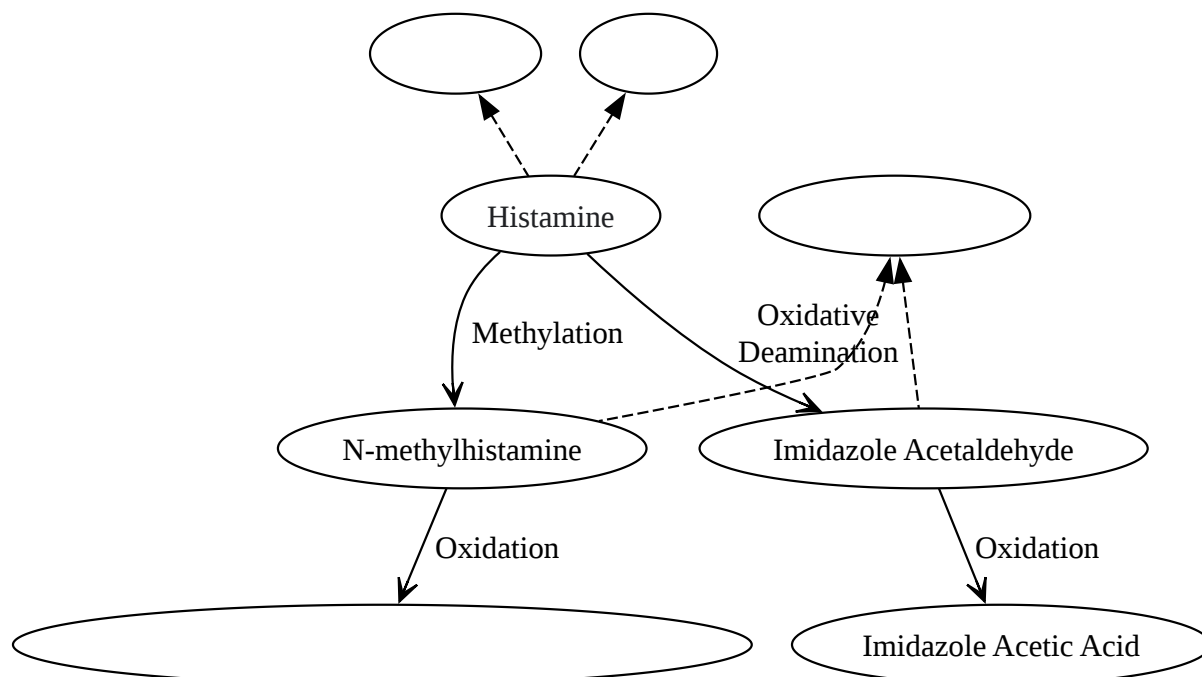 Histamine
Methylation
Oxidative
Deamination
N-methylhistamine
Imidazole Acetaldehyde
Oxidation
Oxidation
Imidazole Acetic Acid